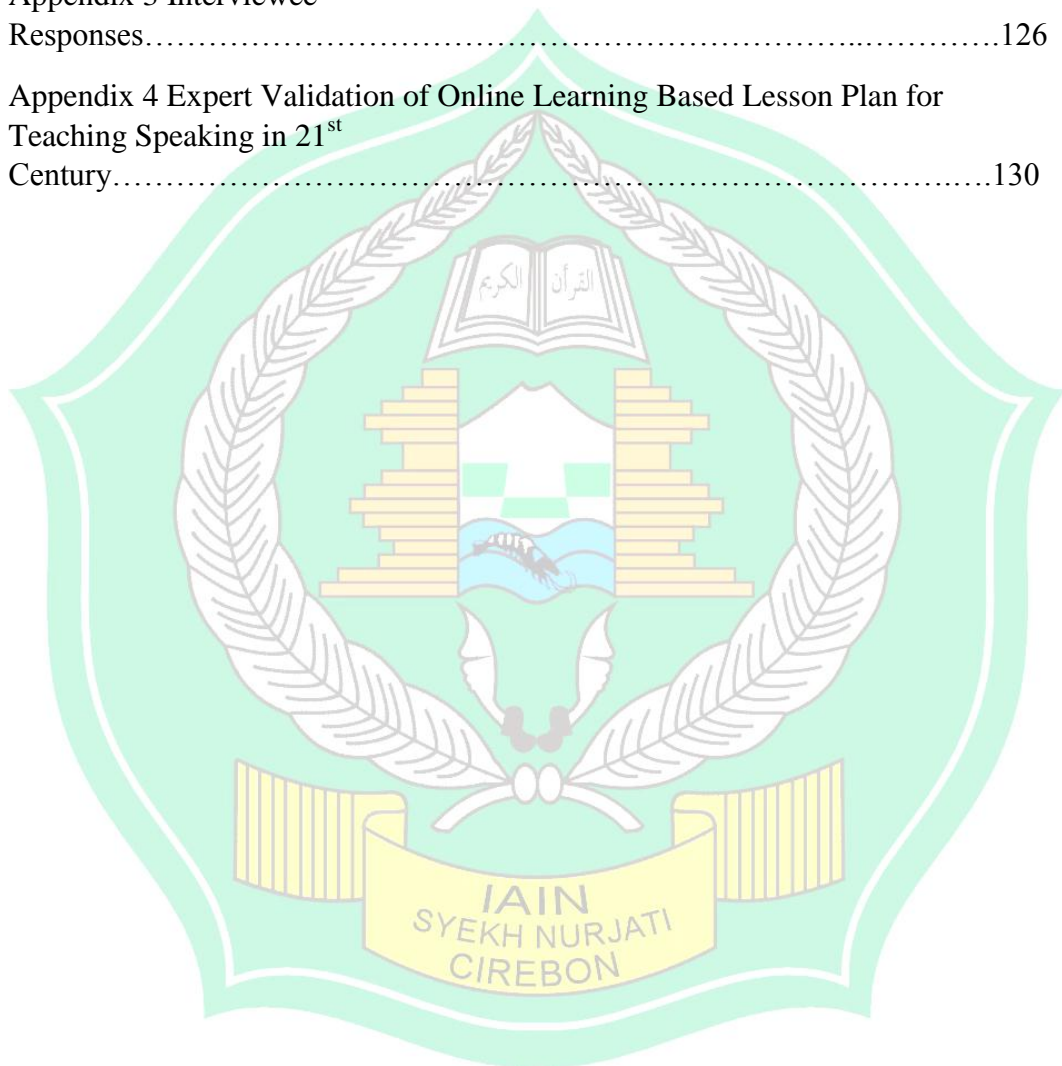 Appendix 3 Interviewee
Responses…………………………………………………………..………….126
Appendix 4 Expert Validation of Online Learning Based Lesson Plan for
Teaching Speaking in 21st
Century…………………………………………………………………….….130
القرأن الكريم
IAIN
SYEKH NURJATI
CIREBON